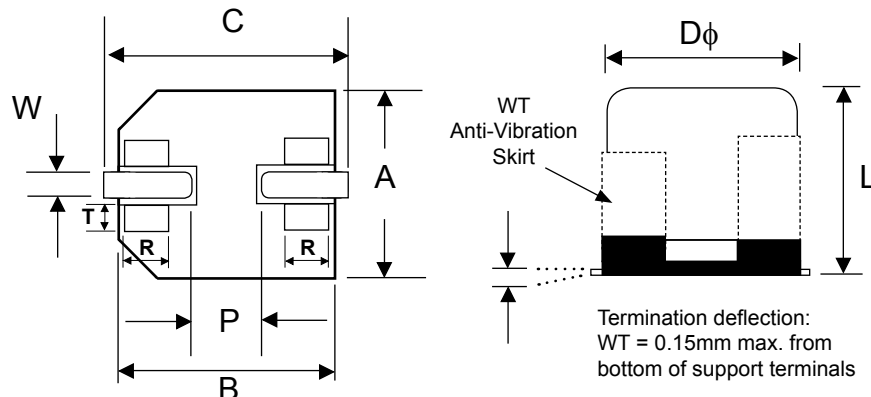 C
W
A
T
R
R
P
B
Dϕ
WT
Anti-Vibration
Skirt
L
Termination deflection:
WT = 0.15mm max. from
bottom of support terminals